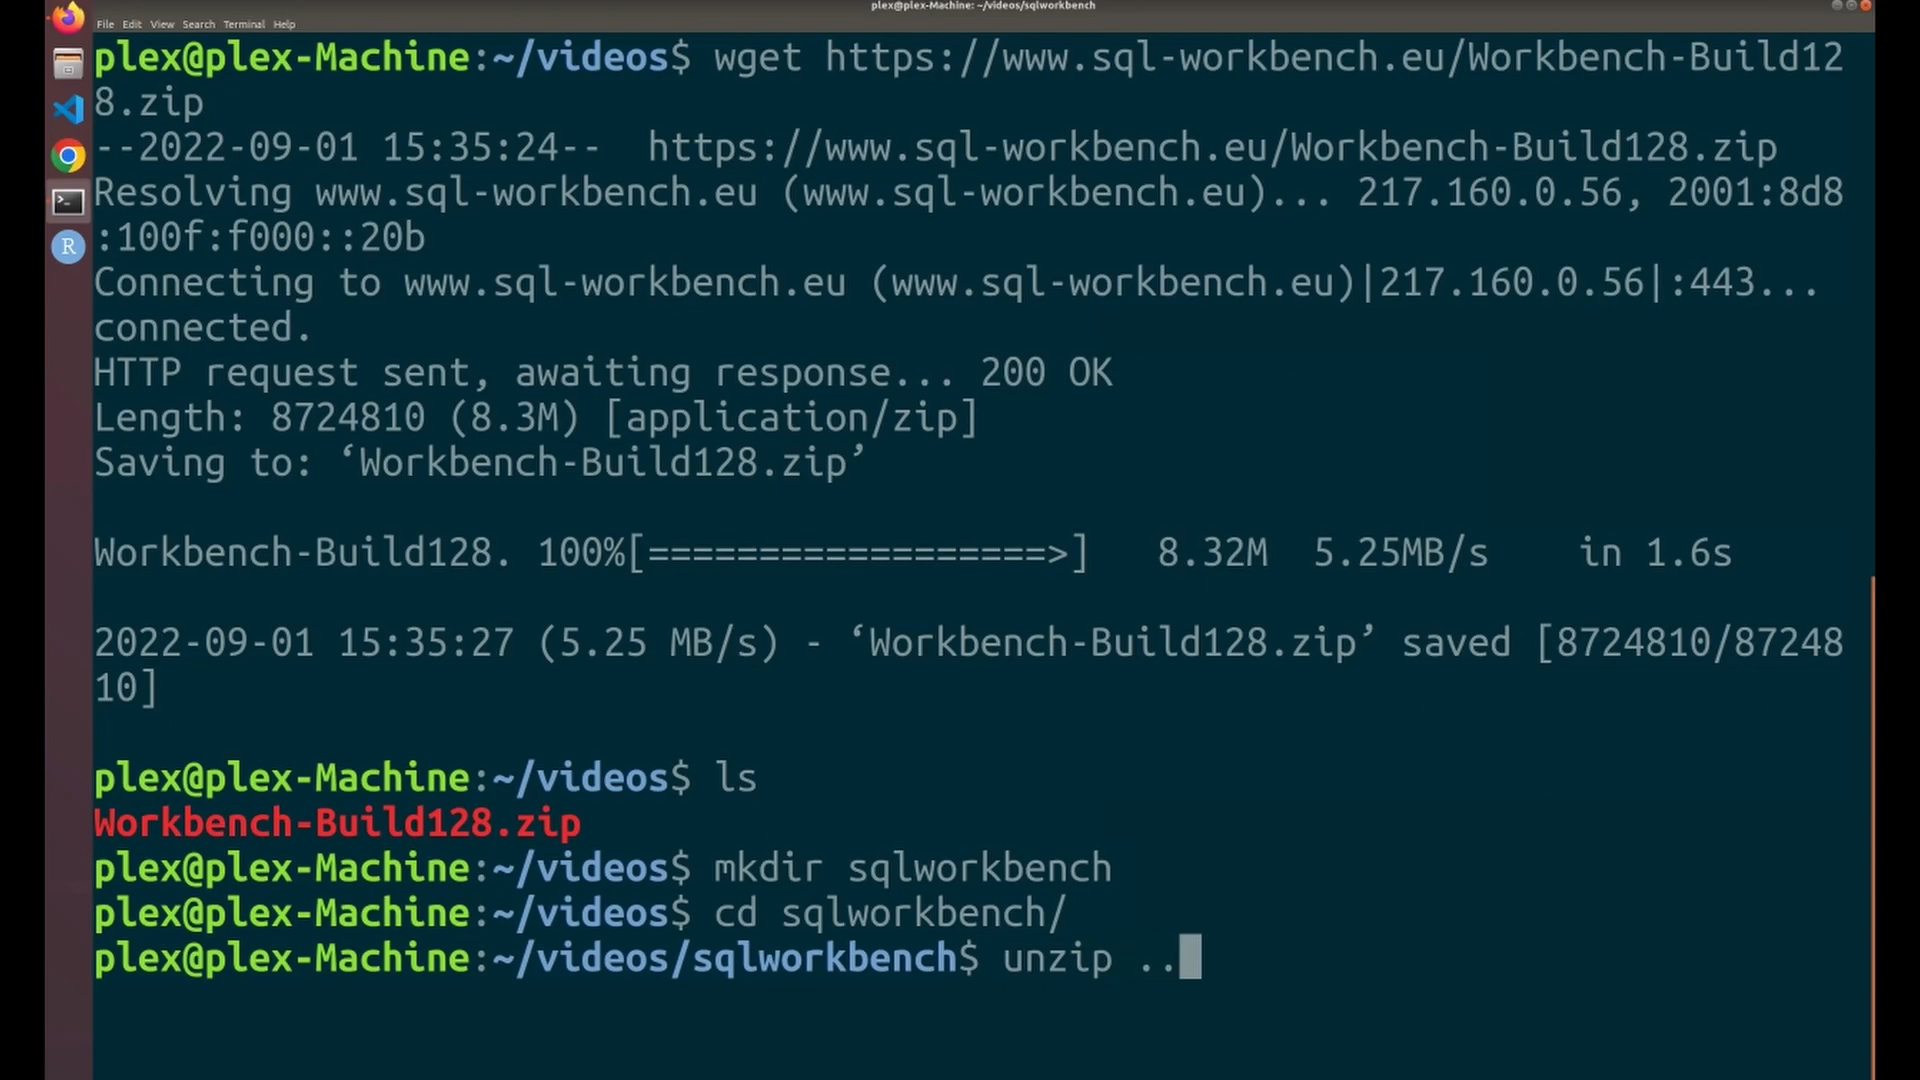 plex@plex-Machine: ~/videos/sqlworkbench
File Edit View Search Terminal Help
plex@plex-Machine:~/videos$ wget https://www.sql-workbench.eu/Workbench-Build12
8.zip
--2022-09-01 15:35:24--  https://www.sql-workbench.eu/Workbench-Build128.zip
Resolving www.sql-workbench.eu (www.sql-workbench.eu)... 217.160.0.56, 2001:8d8
:100f:f000::20b
Connecting to www.sql-workbench.eu (www.sql-workbench.eu)|217.160.0.56|:443...
connected.
HTTP request sent, awaiting response... 200 OK
Length: 8724810 (8.3M) [application/zip]
Saving to: ‘Workbench-Build128.zip’
Workbench-Build128. 100%[==================>]   8.32M  5.25MB/s    in 1.6s
2022-09-01 15:35:27 (5.25 MB/s) - ‘Workbench-Build128.zip’ saved [8724810/87248
10]
plex@plex-Machine:~/videos$ ls
Workbench-Build128.zip
plex@plex-Machine:~/videos$ mkdir sqlworkbench
plex@plex-Machine:~/videos$ cd sqlworkbench/
plex@plex-Machine:~/videos/sqlworkbench$ unzip ..
R